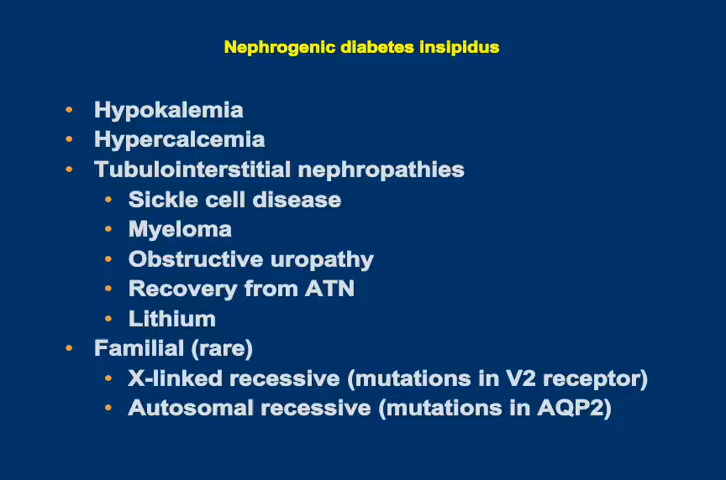 Nephrogenic diabetes insipidus
• Hypokalemia
• Hypercalcemia
• Tubulointerstitial nephropathies
• Sickle cell disease
• Myeloma
• Obstructive uropathy
• Recovery from ATN
• Lithium
• Familial (rare)
• X-linked recessive (mutations in V2 receptor)
• Autosomal recessive (mutations in AQP2)